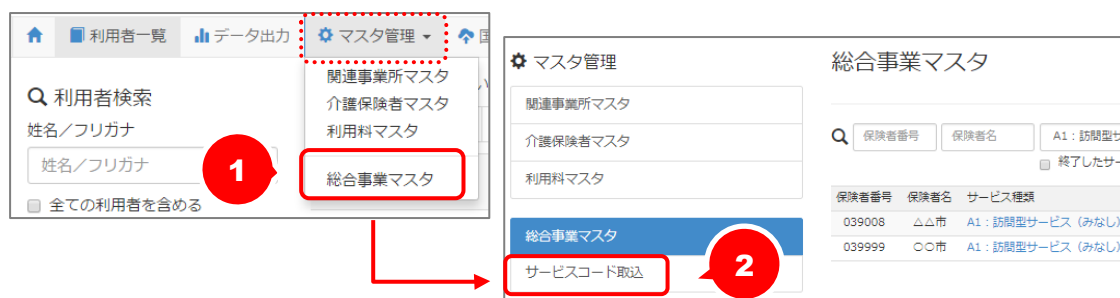 利用者一覧 データ出力 マスタ管理
利用者検索
姓名／フリガナ
姓名／フリガナ
全ての利用者を含める
関連事業所マスタ
介護保険者マスタ
利用料マスタ
総合事業マスタ
1
マスタ管理
関連事業所マスタ
介護保険者マスタ
利用料マスタ
総合事業マスタ
サービスコード取込
2
総合事業マスタ
保険者番号 保険者名 A1：訪問型サ
終了したサー
保険者番号 保険者名 サービス種類
039008 △△市 A1：訪問型サービス（みなし）
039999 ○○市 A1：訪問型サービス（みなし）